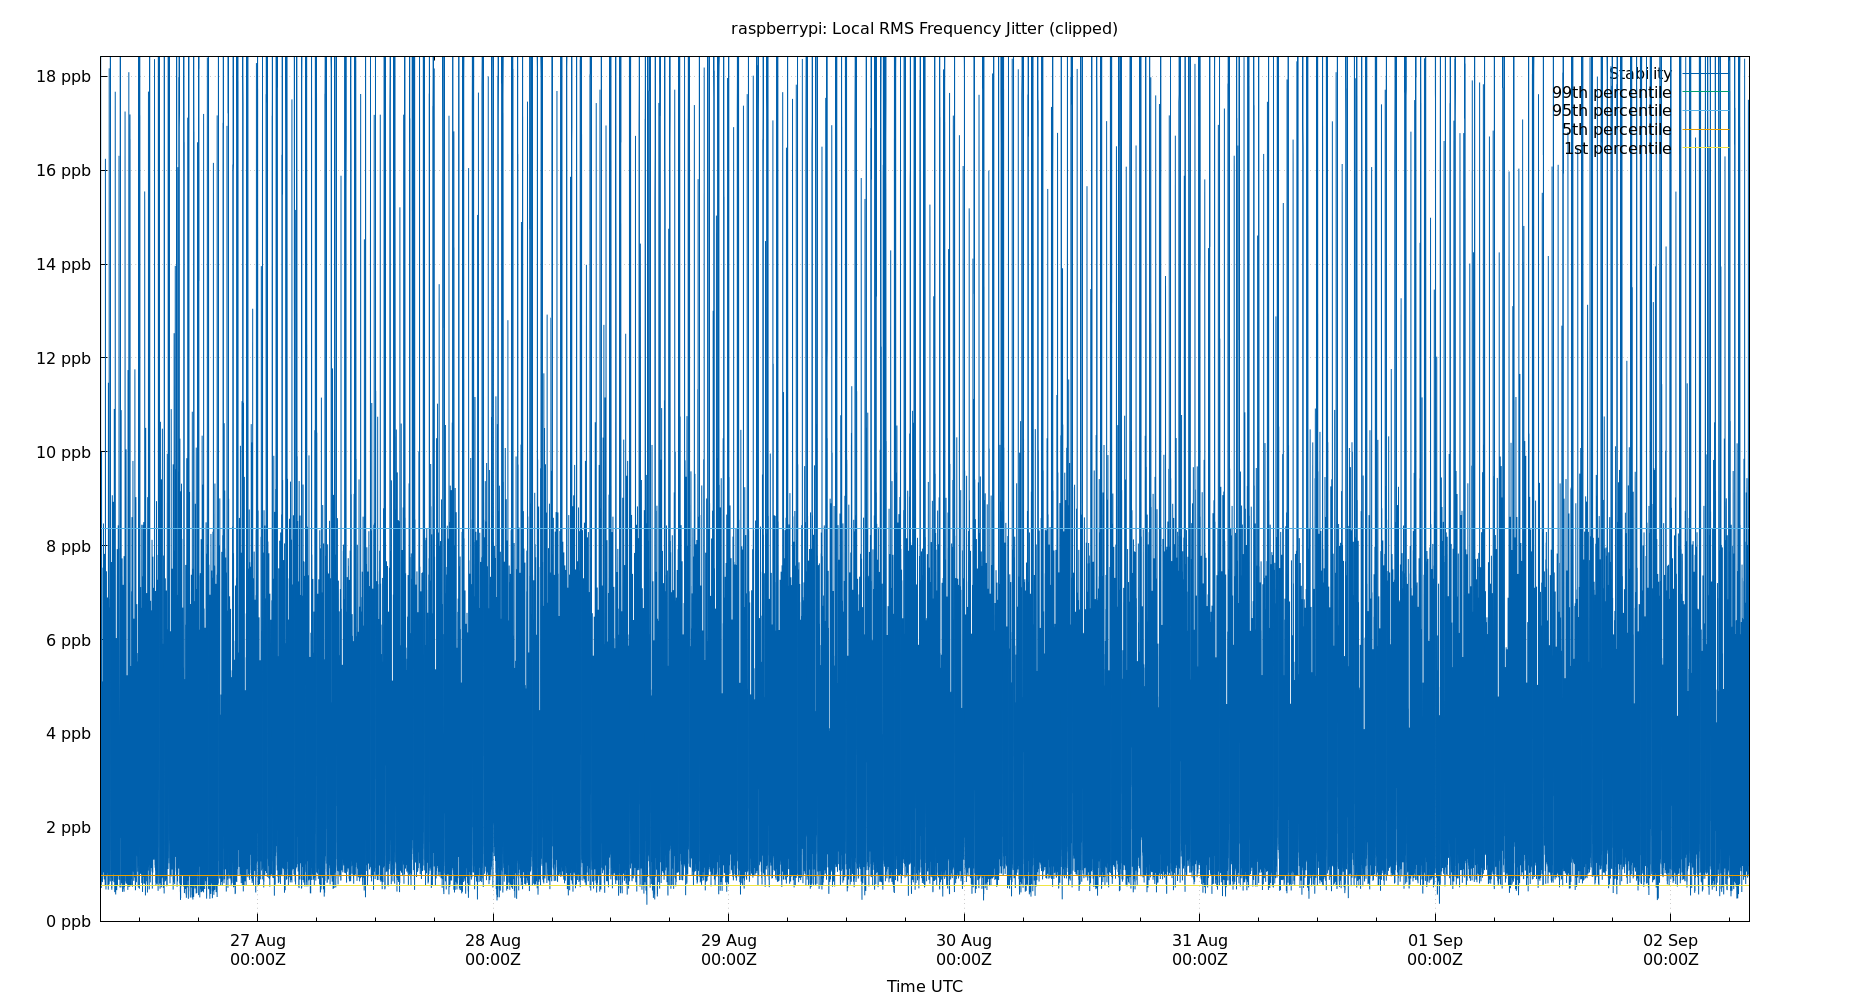 raspberrypi: Local RMS Frequency Jitter (clipped)
18 ppb
16 ppb
14 ppb
12 ppb
10 ppb
8 ppb
6 ppb
4 ppb
2 ppb
0 ppb
Stability
99th percentile
95th percentile
5th percentile
1st percentile
27 Aug
00:00Z
28 Aug
00:00Z
29 Aug
00:00Z
30 Aug
00:00Z
31 Aug
00:00Z
01 Sep
00:00Z
02 Sep
00:00Z
Time UTC